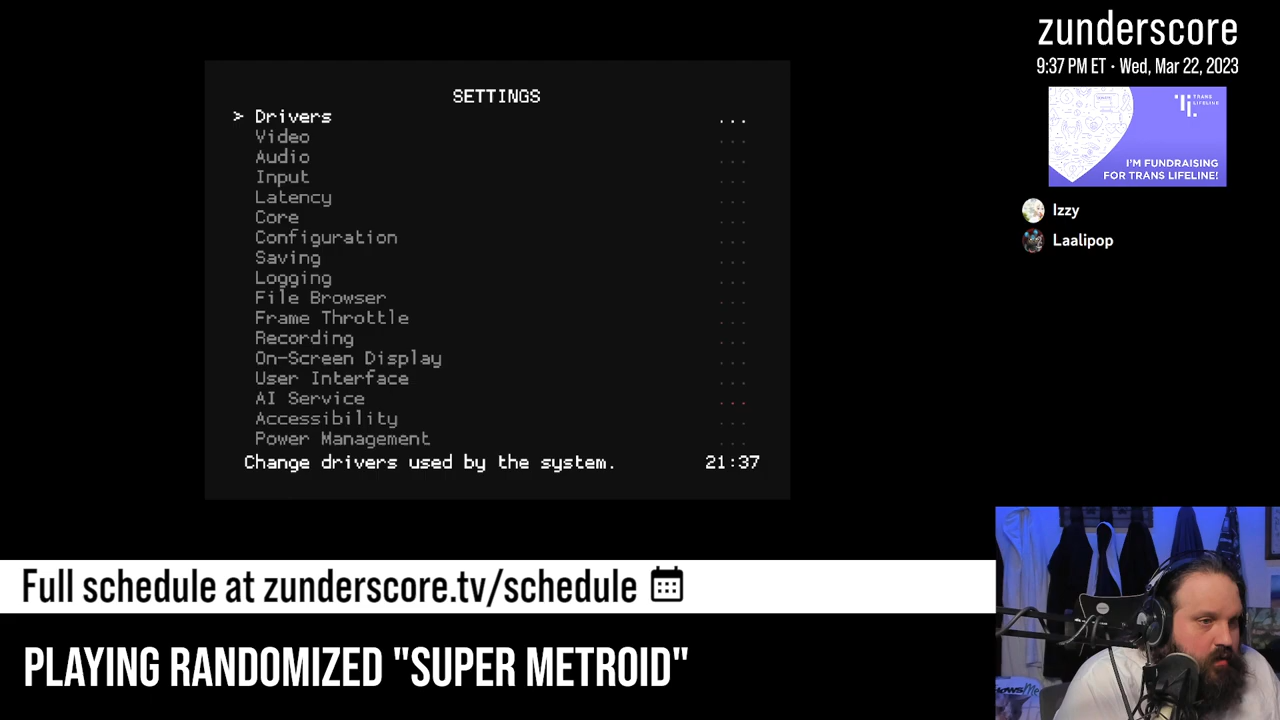 zunderscore
9:37 PM ET · Wed, Mar 22, 2023
TRANS
LIFELINE
I'M FUNDRAISING
FOR TRANS LIFELINE!
Izzy
Laalipop
SETTINGS
> Drivers ...
Video ...
Audio ...
Input ...
Latency ...
Core ...
Configuration ...
Saving ...
Logging ...
File Browser ...
Frame Throttle ...
Recording ...
On-Screen Display ...
User Interface ...
AI Service ...
Accessibility ...
Power Management ...
Change drivers used by the system. 21:37
Full schedule at zunderscore.tv/schedule
PLAYING RANDOMIZED "SUPER METROID"